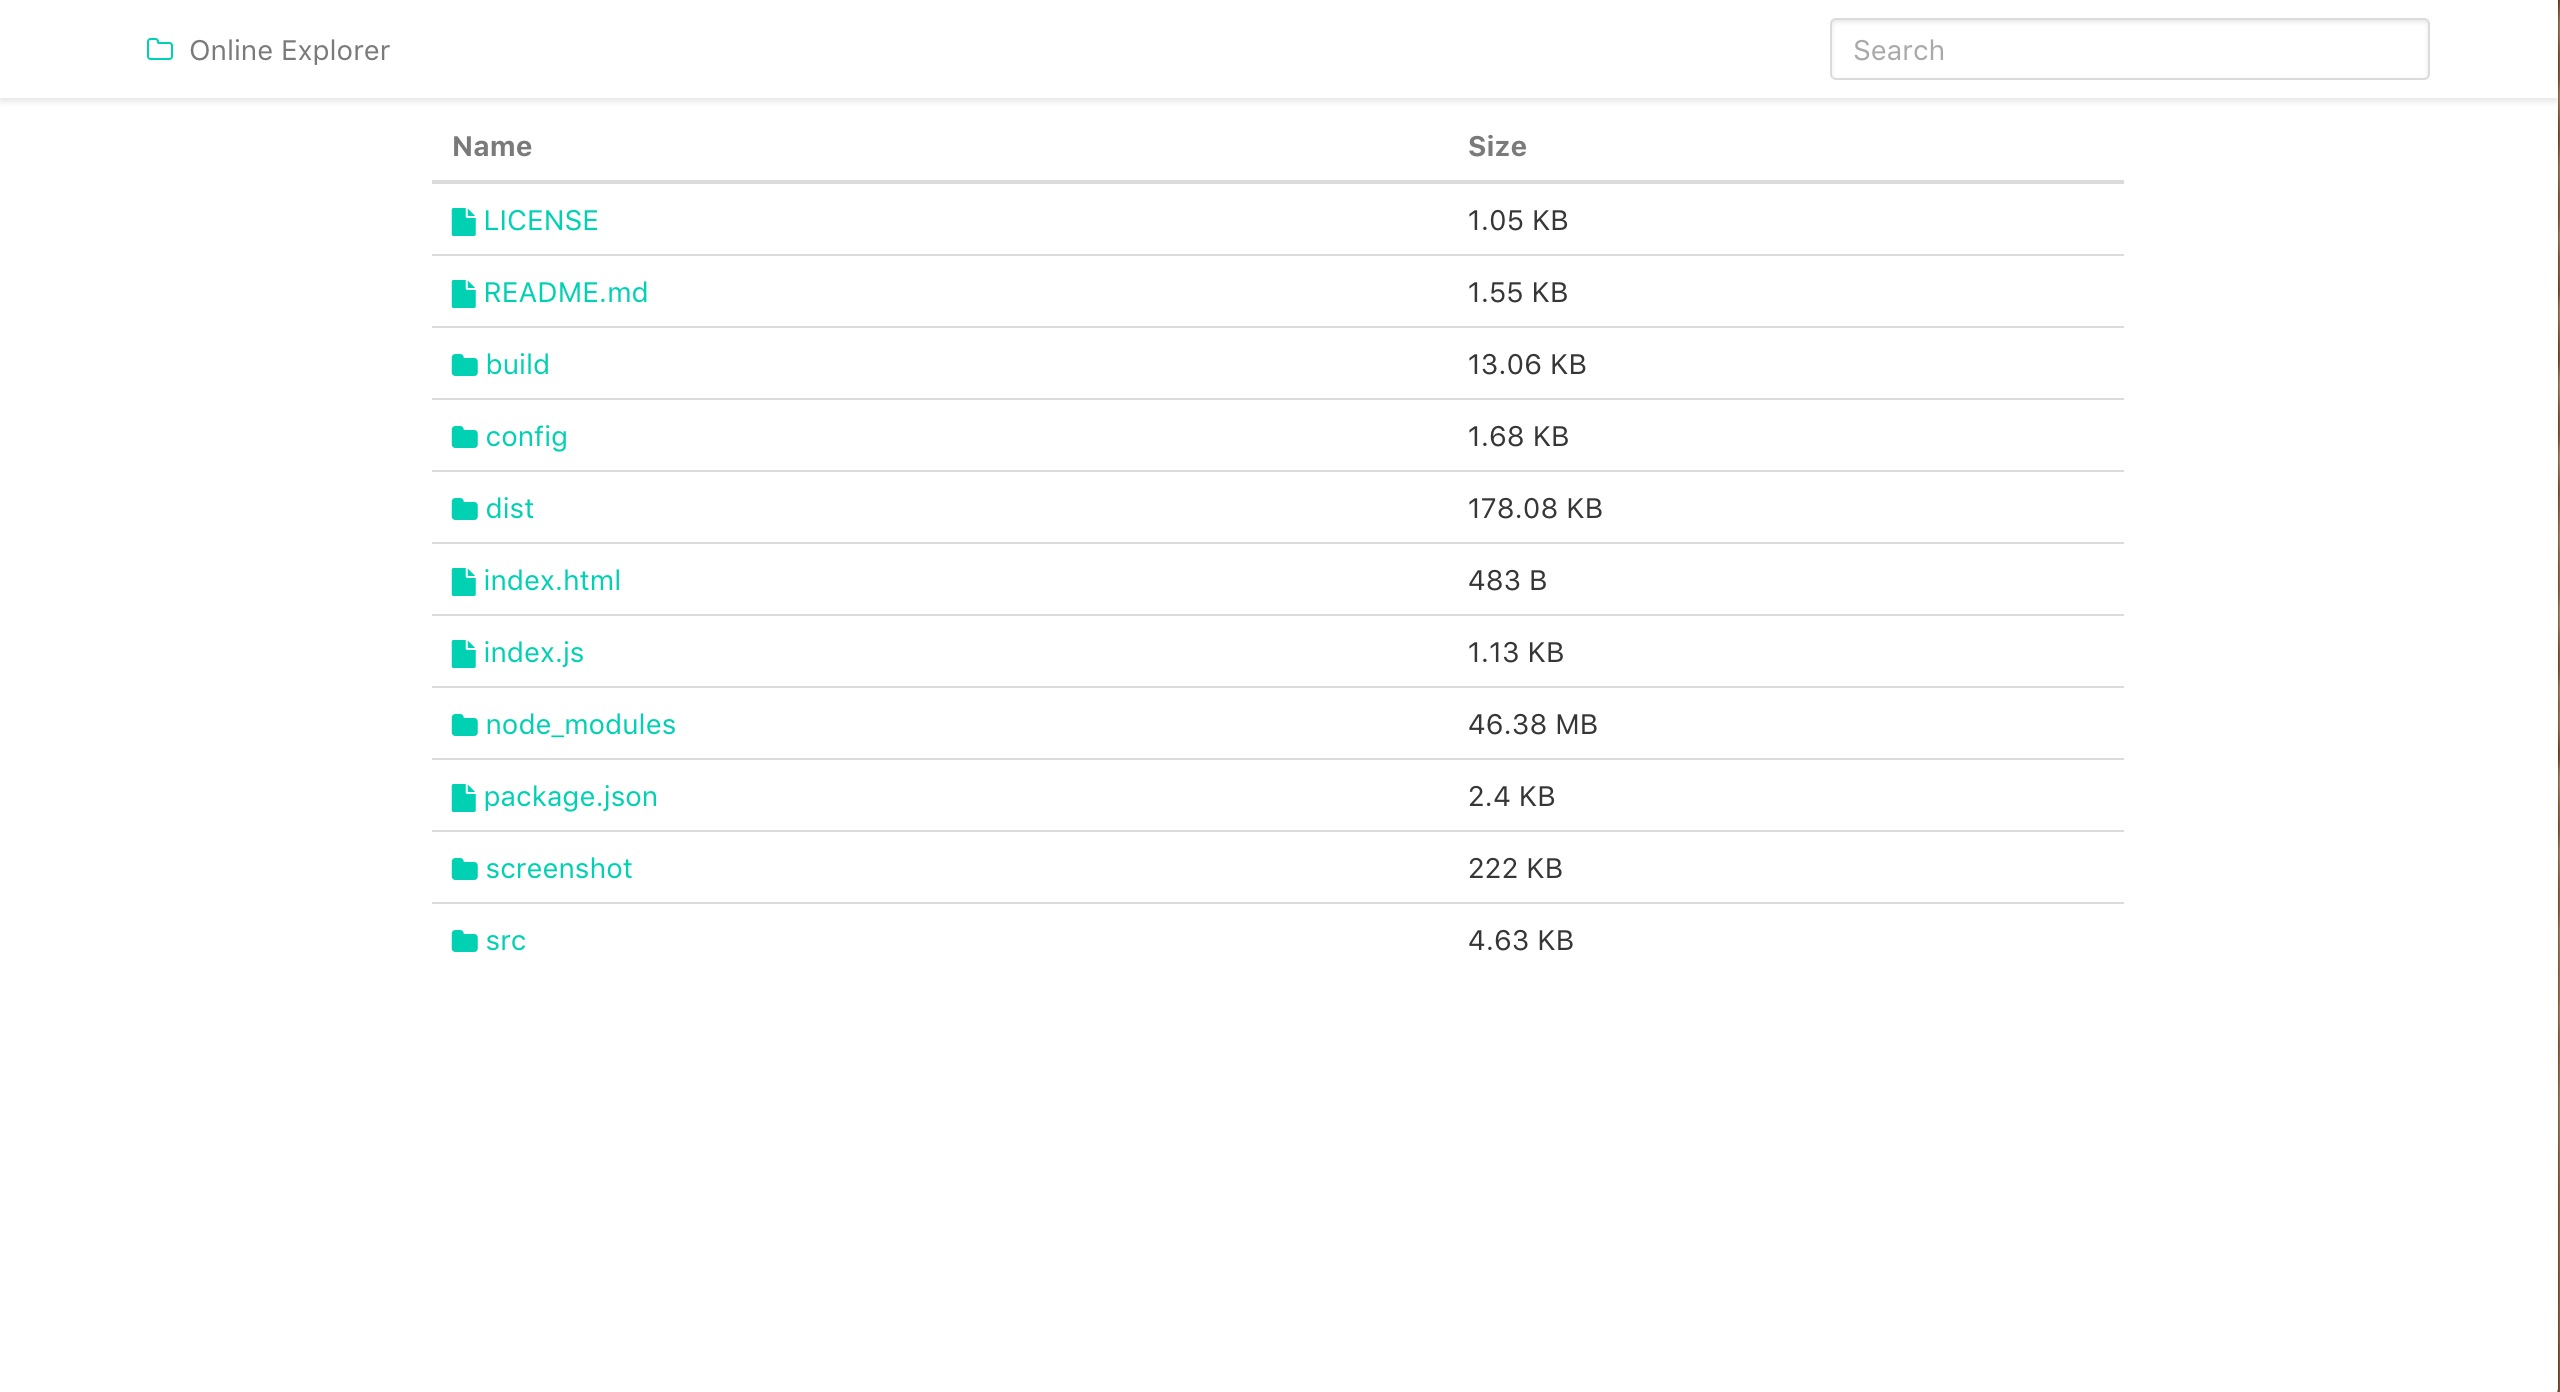 Online Explorer Search
Name Size
LICENSE 1.05 KB
README.md 1.55 KB
build 13.06 KB
config 1.68 KB
dist 178.08 KB
index.html 483 B
index.js 1.13 KB
node_modules 46.38 MB
package.json 2.4 KB
screenshot 222 KB
src 4.63 KB